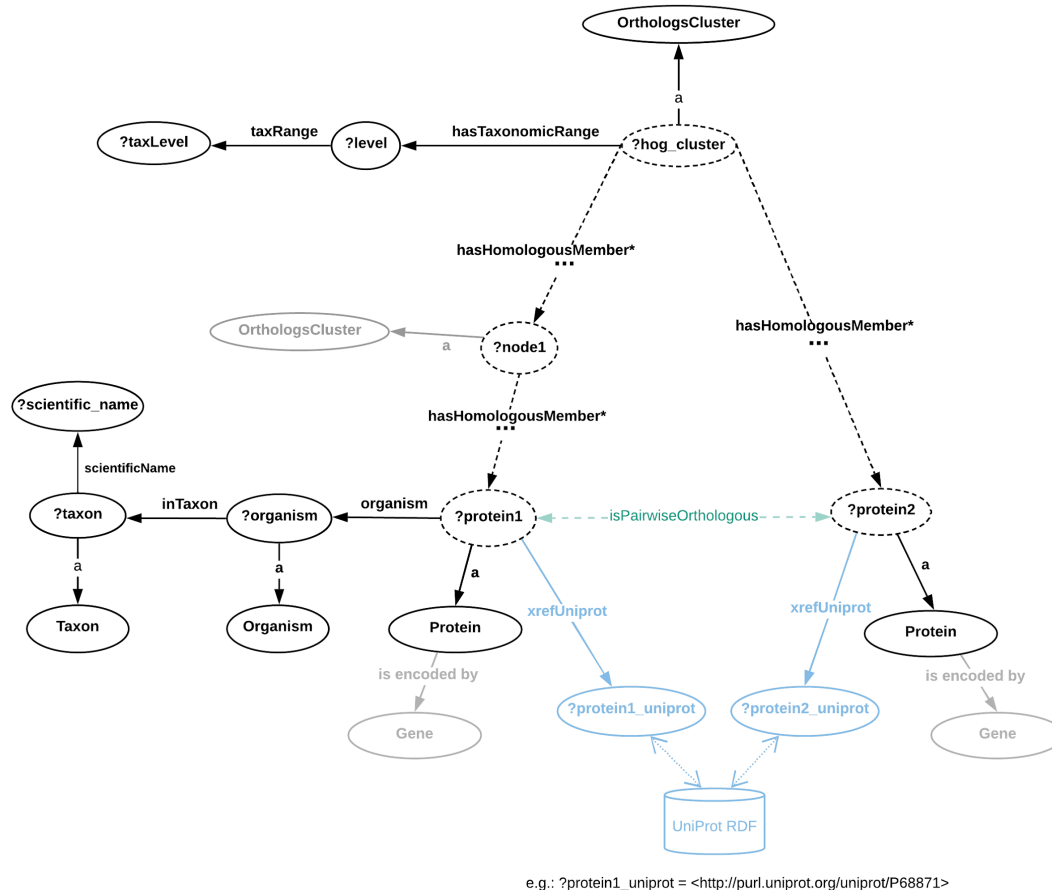 OrthologsCluster
a
?taxLevel
taxRange
?level
hasTaxonomicRange
?hog_cluster
hasHomologousMember*
...
OrthologsCluster
a
?node1
hasHomologousMember*
...
?scientific_name
hasHomologousMember*
...
scientificName
?taxon
inTaxon
?organism
organism
?protein1
isPairwiseOrthologous
?protein2
a
a
a
a
xrefUniprot
xrefUniprot
Taxon
Organism
Protein
Protein
is encoded by
is encoded by
?protein1_uniprot
?protein2_uniprot
Gene
Gene
UniProt RDF
e.g.: ?protein1_uniprot = <http://purl.uniprot.org/uniprot/P68871>